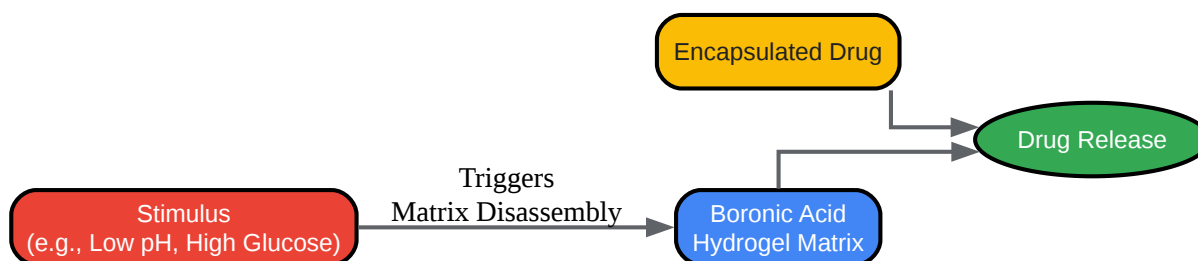 Encapsulated Drug
Drug Release
Triggers
Matrix Disassembly
Stimulus
(e.g., Low pH, High Glucose)
Boronic Acid
Hydrogel Matrix